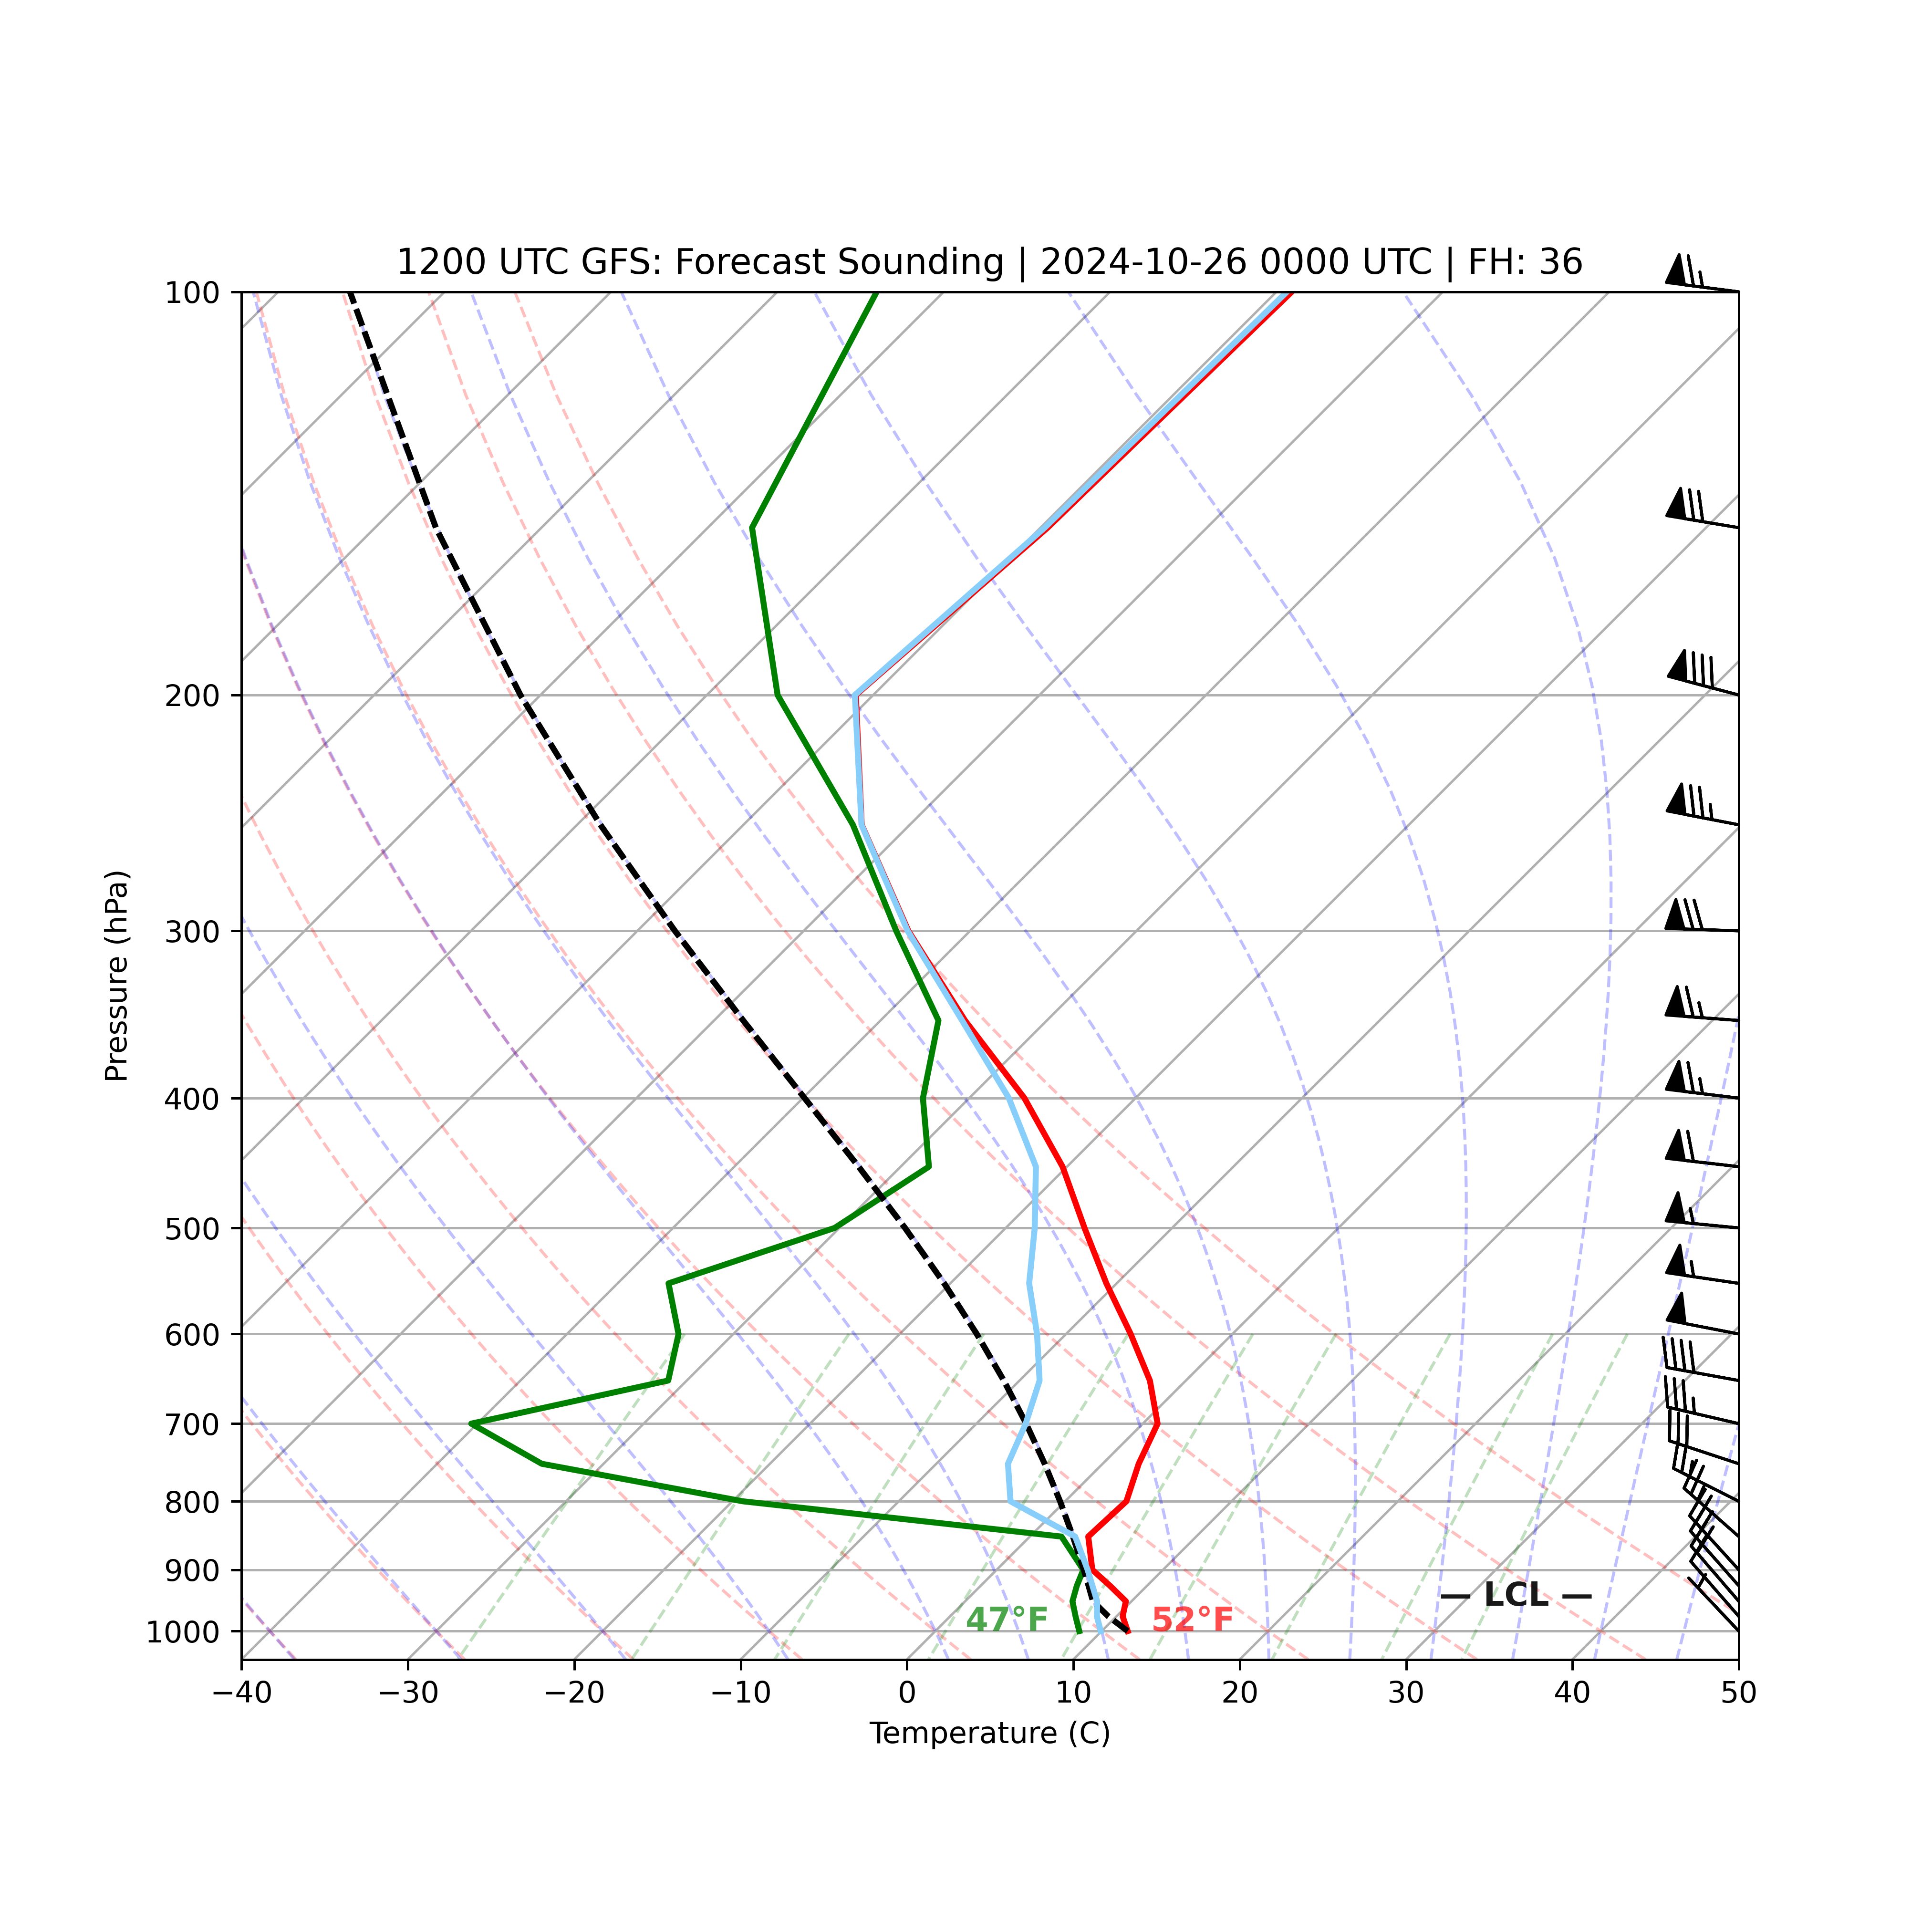 1200 UTC GFS: Forecast Sounding | 2024-10-26 0000 UTC | FH: 36
100
200
300
400
500
600
700
800
900
1000
Pressure (hPa)
— LCL —
47°F
52°F
−40 −30 −20 −10 0 10 20 30 40 50
Temperature (C)